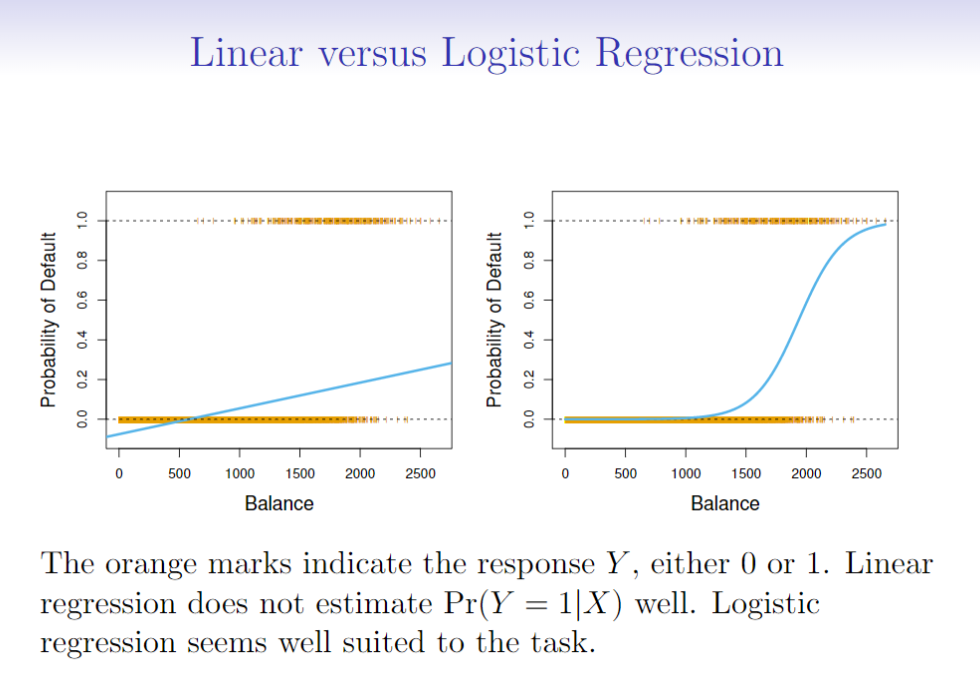 Linear versus Logistic Regression
Probability of Default
1.0
0.8
0.6
0.4
0.2
0.0
0 500 1000 1500 2000 2500
Balance
Probability of Default
1.0
0.8
0.6
0.4
0.2
0.0
0 500 1000 1500 2000 2500
Balance
The orange marks indicate the response Y, either 0 or 1. Linear
regression does not estimate Pr(Y = 1|X) well. Logistic
regression seems well suited to the task.